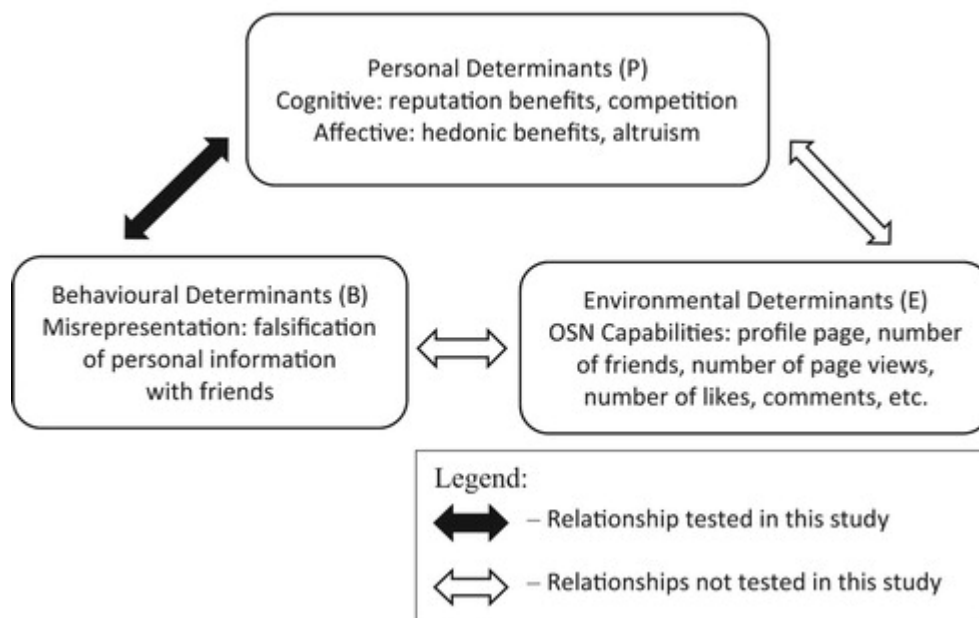 Personal Determinants (P)
Cognitive: reputation benefits, competition
Affective: hedonic benefits, altruism
Behavioural Determinants (B)
Misrepresentation: falsification
of personal information
with friends
Environmental Determinants (E)
OSN Capabilities: profile page, number
of friends, number of page views,
number of likes, comments, etc.
Legend:
– Relationship tested in this study
– Relationships not tested in this study